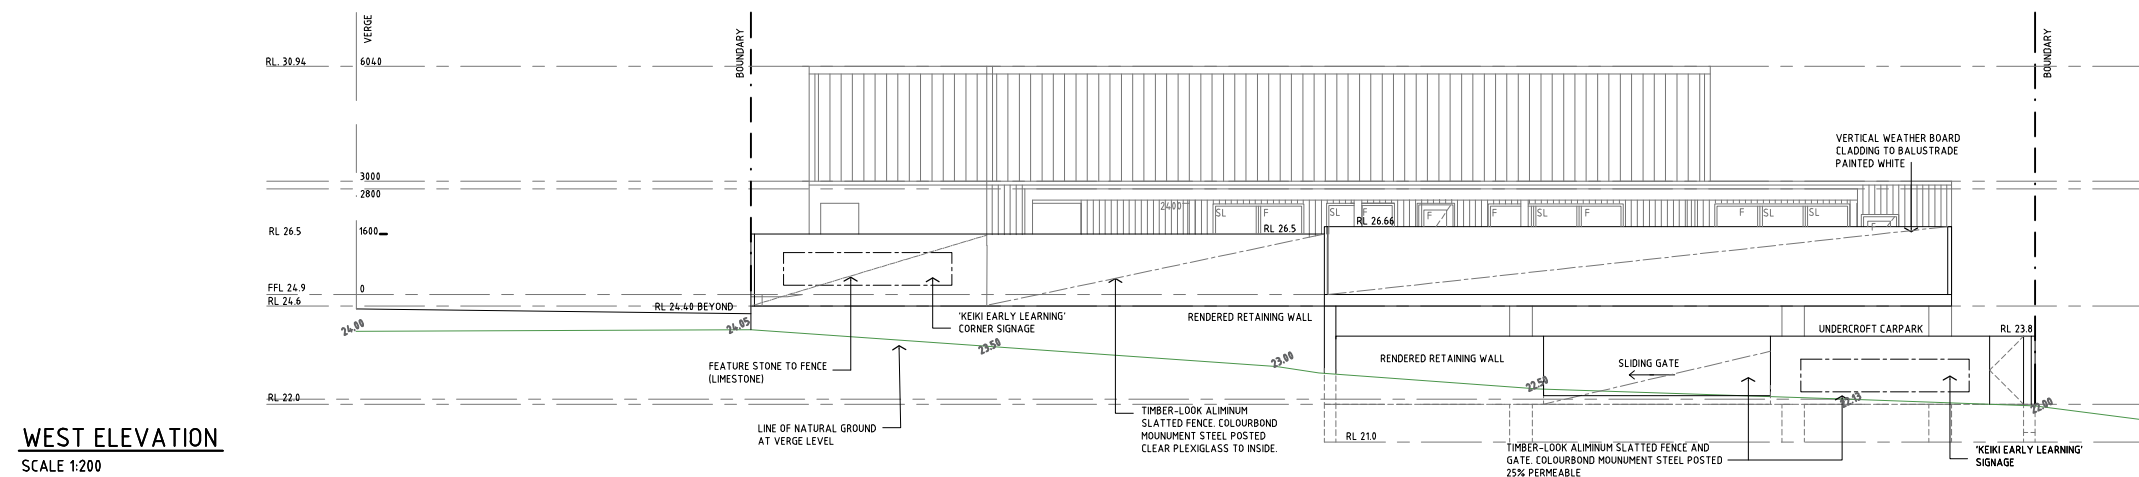 VERGE
BOUNDARY
BOUNDARY
RL. 30.94
6040
VERTICAL WEATHER BOARD
CLADDING TO BALUSTRADE
PAINTED WHITE
3000
2800
2400
SL
F
SL
F
F
F
SL
F
F
SL
SL
F
RL 26.5
1600
RL 26.5
RL 26.66
FFL 24.9
0
RL 24.6
RL 24.40 BEYOND
'KEIKI EARLY LEARNING'
CORNER SIGNAGE
RENDERED RETAINING WALL
24.00
24.05
UNDERCROFT CARPARK
RL 23.8
23.50
23.00
FEATURE STONE TO FENCE
(LIMESTONE)
RENDERED RETAINING WALL
SLIDING GATE
22.50
RL 22.0
22.13
22.00
LINE OF NATURAL GROUND
AT VERGE LEVEL
TIMBER-LOOK ALIMINUM
SLATTED FENCE. COLOURBOND
MOUNUMENT STEEL POSTED
CLEAR PLEXIGLASS TO INSIDE.
RL 21.0
TIMBER-LOOK ALIMINUM SLATTED FENCE AND
GATE. COLOURBOND MOUNUMENT STEEL POSTED
25% PERMEABLE
'KEIKI EARLY LEARNING'
SIGNAGE
WEST ELEVATION
SCALE 1:200